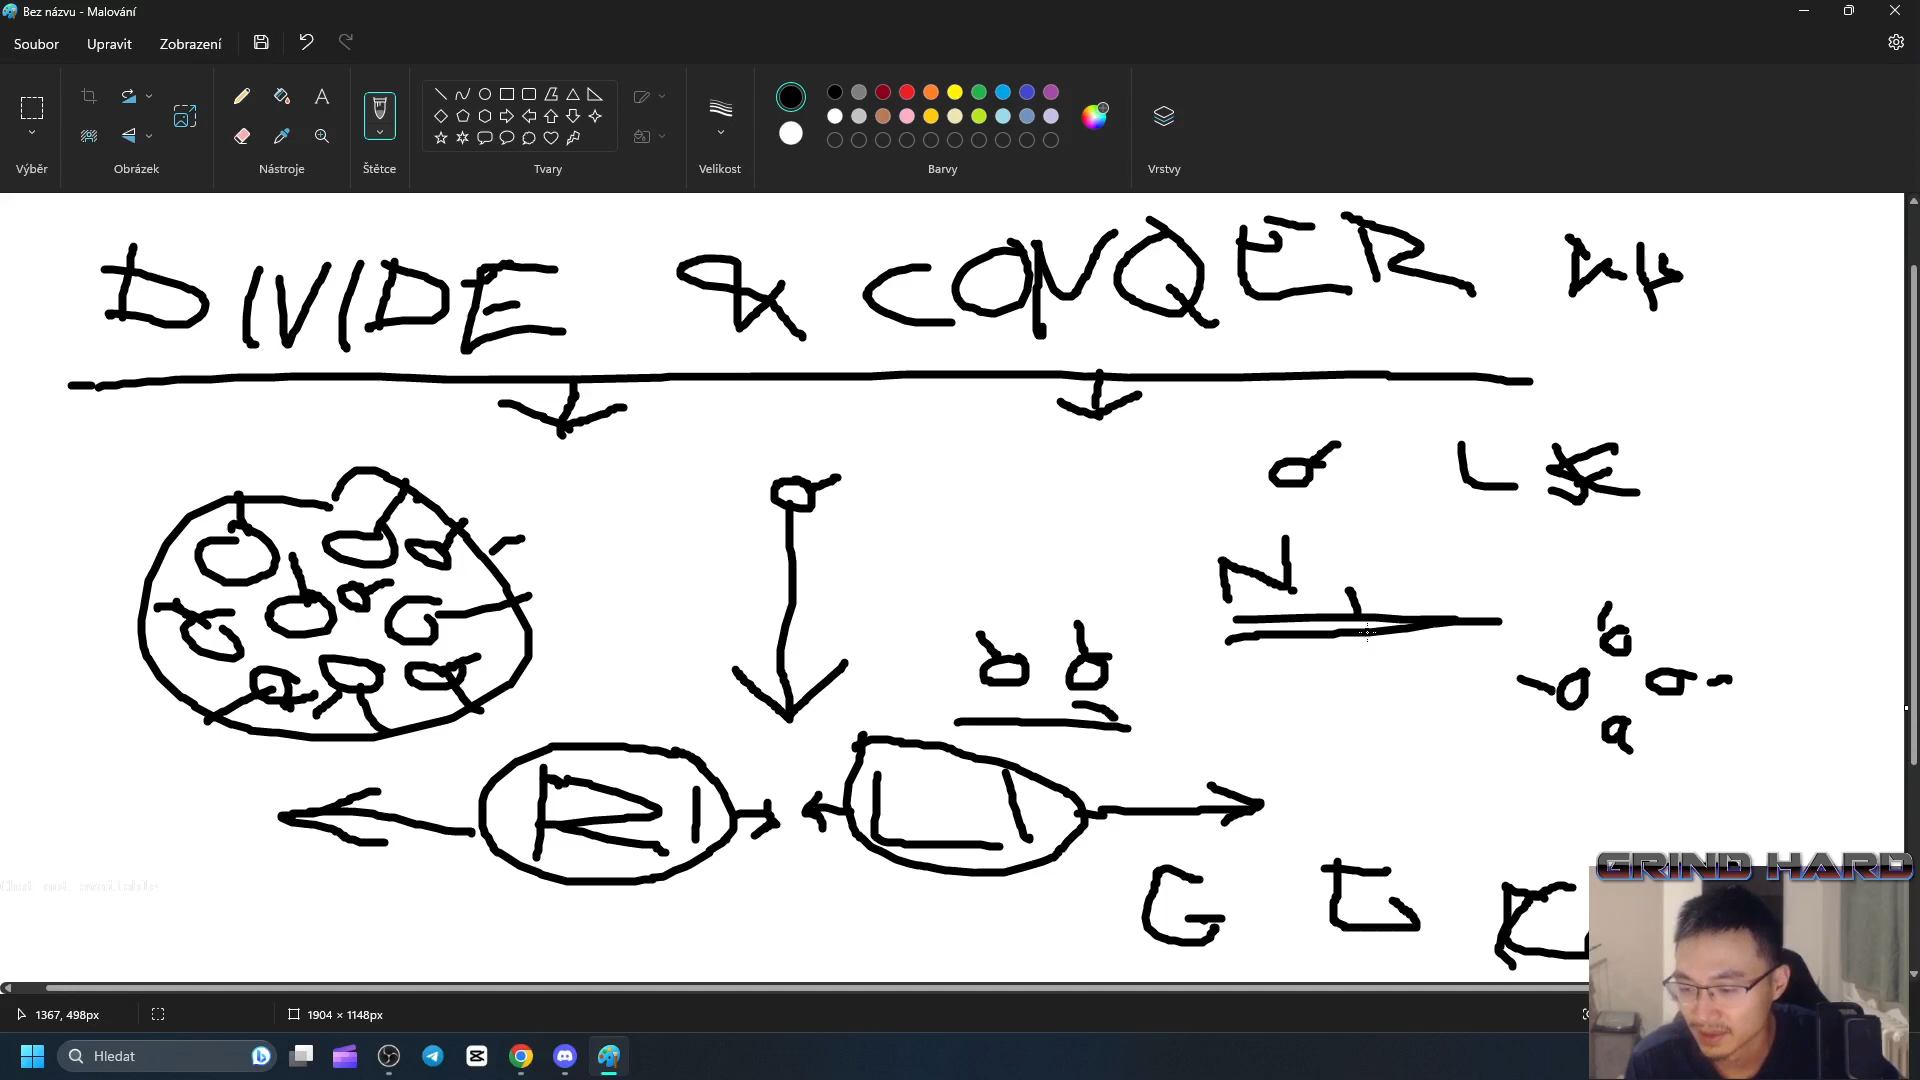 Bez názvu - Malování
Soubor Upravit Zobrazení
Výběr Obrázek Nástroje Štětce Tvary Velikost Barvy Vrstvy
DIVIDE & CONQER
N
R L
G
GRIND HARD
1367, 498px 1904 × 1148px
Hledat